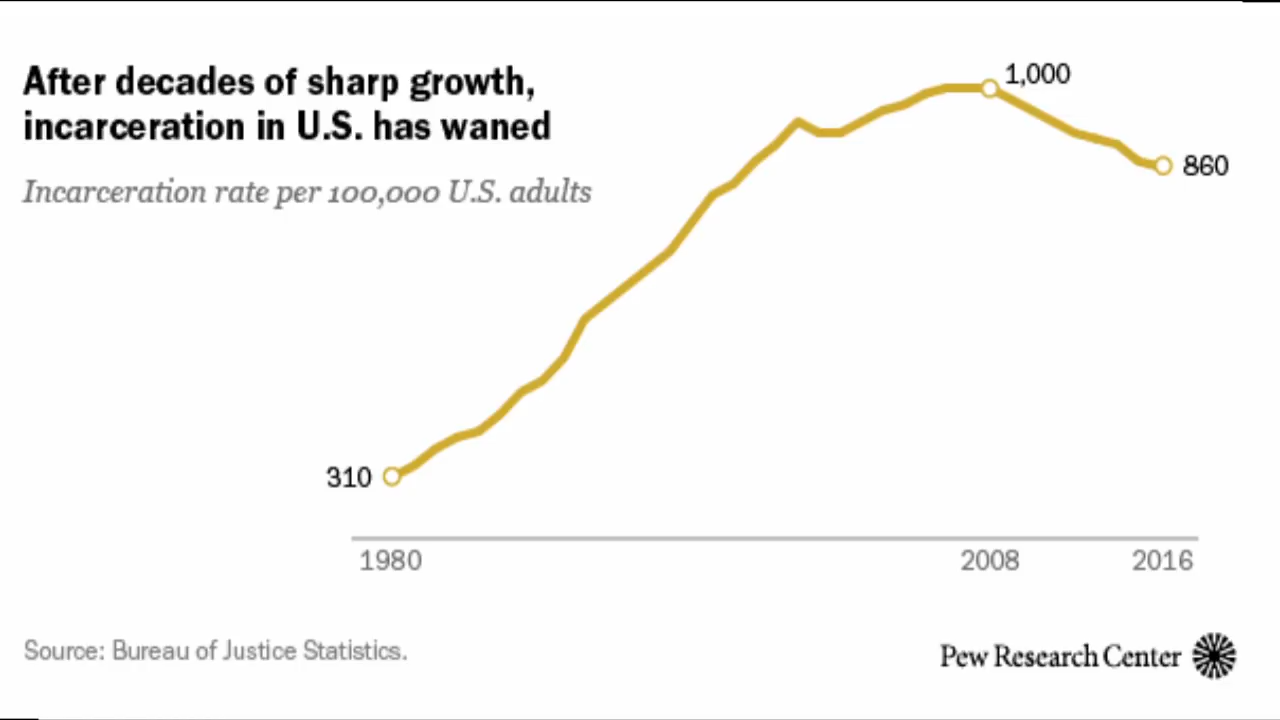 After decades of sharp growth,
incarceration in U.S. has waned
Incarceration rate per 100,000 U.S. adults
1,000
860
310
1980
2008
2016
Source: Bureau of Justice Statistics.
Pew Research Center